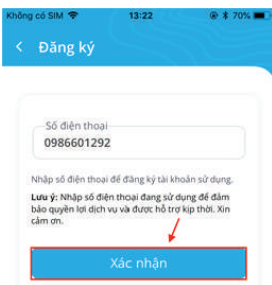 Không có SIM 13:22 70%
Đăng ký
Số điện thoại
0986601292
Nhập số điện thoại để đăng ký tài khoản sử dụng.
Lưu ý: Nhập số điện thoại đang sử dụng để đảm
bảo quyền lợi dịch vụ và được hỗ trợ kịp thời. Xin
cảm ơn.
Xác nhận